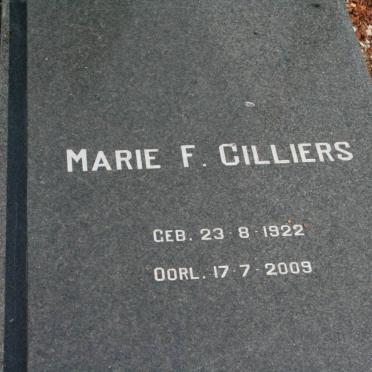 MARIE F. CILLIERS
GEB. 23-8-1922
OORL. 17-7-2009